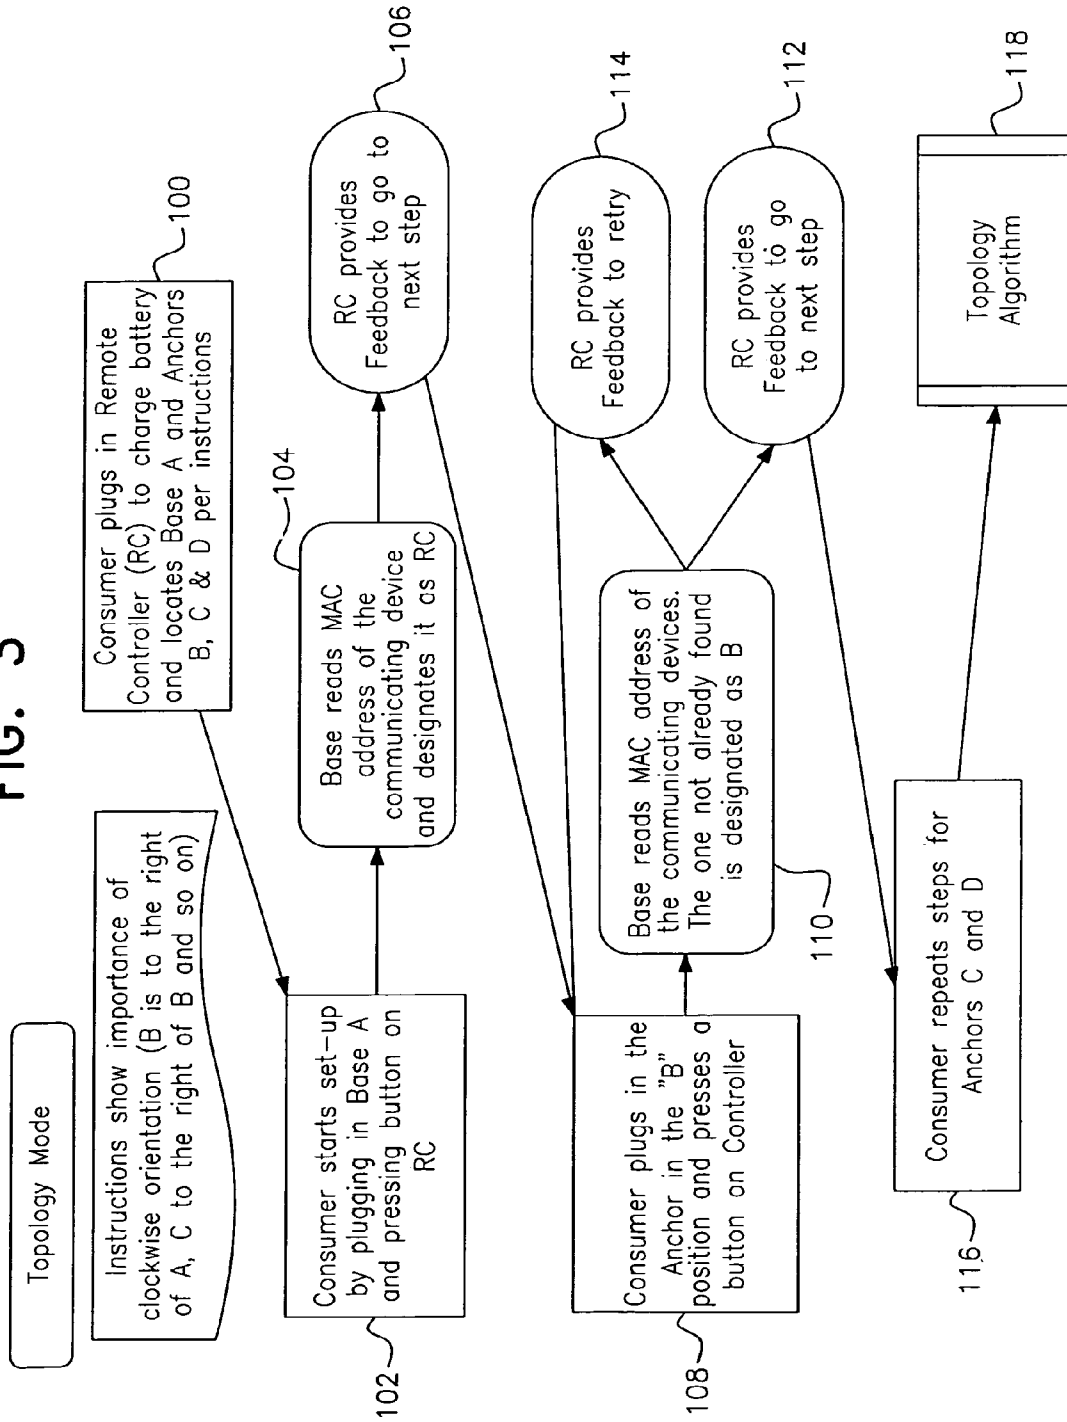 FIG. 3
Topology Mode
Instructions show importance of
clockwise orientation (B is to the right
of A, C to the right of B and so on)
Consumer plugs in Remote
Controller (RC) to charge battery
and locates Base A and Anchors
B, C & D per instructions
100
Consumer starts set-up
by plugging in Base A
and pressing button on
RC
102
Base reads MAC
address of the
communicating device
and designates it as RC
104
RC provides
Feedback to go to
next step
106
Consumer plugs in the
Anchor in the "B"
position and presses a
button on Controller
108
Base reads MAC address of
the communicating devices.
The one not already found
is designated as B
110
RC provides
Feedback to retry
114
RC provides
Feedback to go
to next step
112
Consumer repeats steps for
Anchors C and D
116
Topology
Algorithm
118